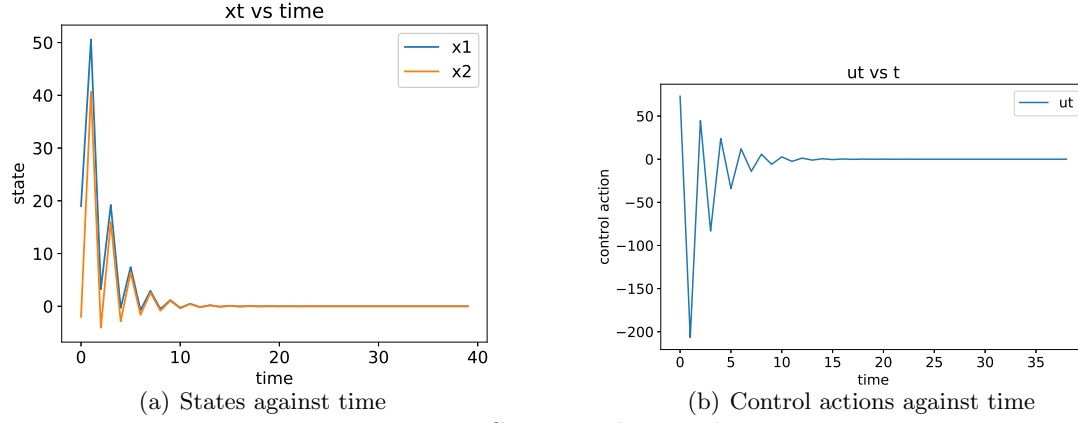 xt vs time
x1
x2
50
40
30
20
10
0
state
0 10 20 30 40
time
(a) States against time
ut vs t
ut
50
0
−50
−100
−150
−200
control action
0 5 10 15 20 25 30 35
time
(b) Control actions against time